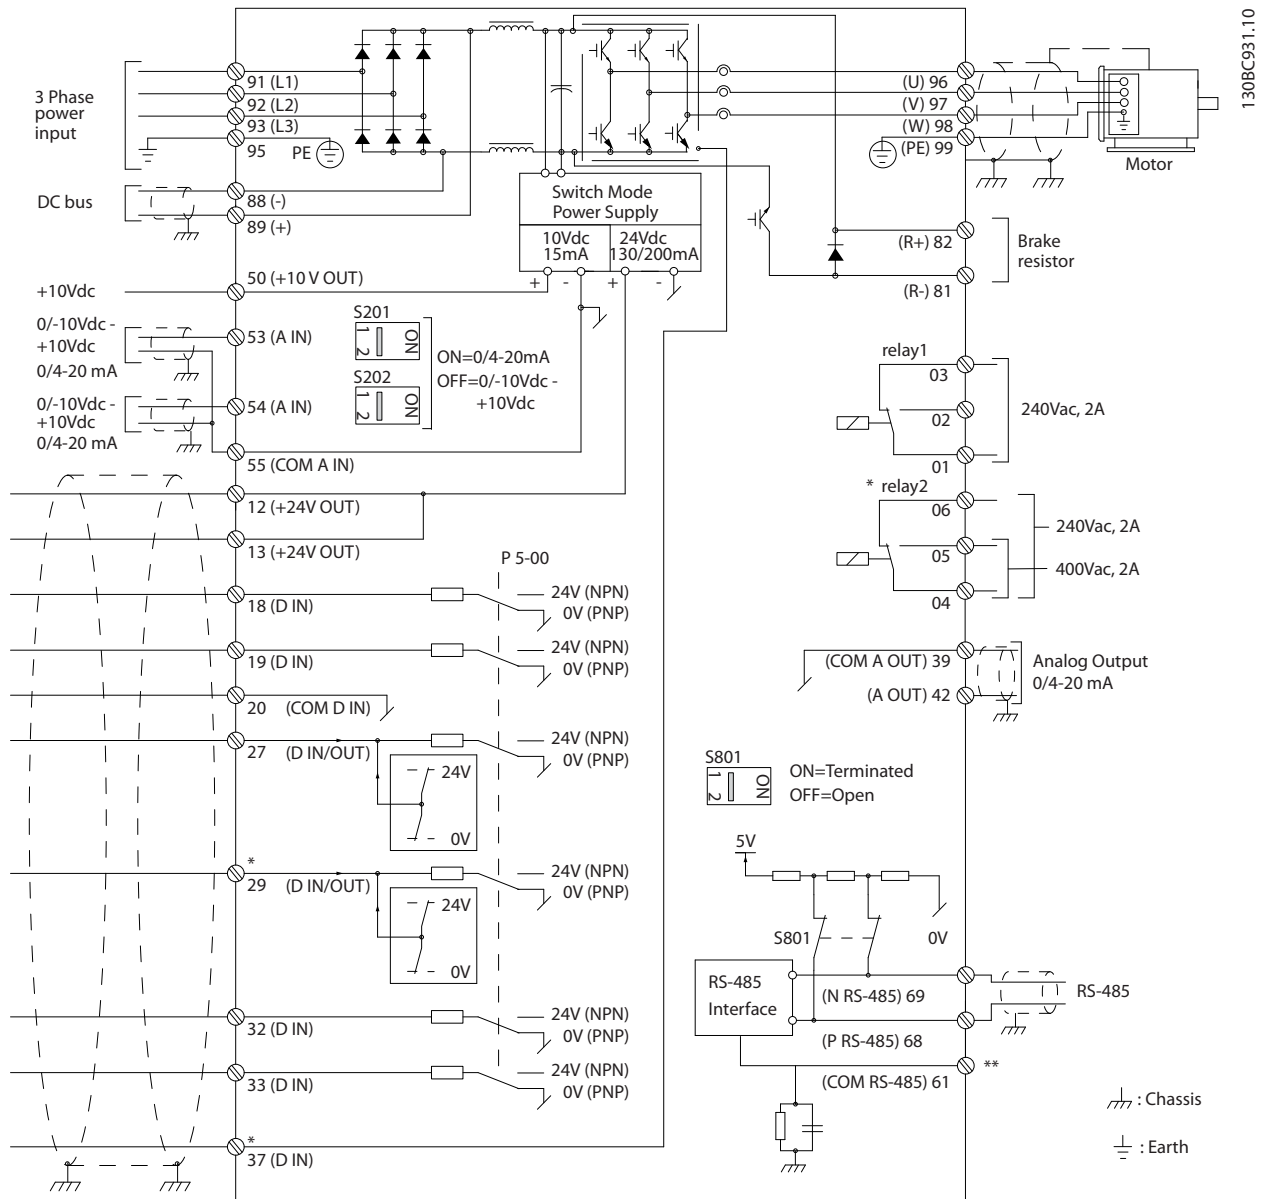 130BC931.10
3 Phase
power
input
91 (L1)
92 (L2)
93 (L3)
95
PE
DC bus
88 (-)
89 (+)
Switch Mode
Power Supply
10Vdc
15mA
24Vdc
130/200mA
+
-
+
-
(U) 96
(V) 97
(W) 98
(PE) 99
Motor
(R+) 82
(R-) 81
Brake
resistor
+10Vdc
50 (+10 V OUT)
0/-10Vdc -
+10Vdc
0/4-20 mA
53 (A IN)
0/-10Vdc -
+10Vdc
0/4-20 mA
54 (A IN)
55 (COM A IN)
S201
1
2
ON
S202
1
2
ON
ON=0/4-20mA
OFF=0/-10Vdc -
+10Vdc
relay1
03
02
01
240Vac, 2A
* relay2
06
05
04
240Vac, 2A
400Vac, 2A
12 (+24V OUT)
13 (+24V OUT)
P 5-00
18 (D IN)
24V (NPN)
0V (PNP)
19 (D IN)
24V (NPN)
0V (PNP)
20 (COM D IN)
27 (D IN/OUT)
24V (NPN)
0V (PNP)
24V
0V
*
29 (D IN/OUT)
24V (NPN)
0V (PNP)
24V
0V
32 (D IN)
24V (NPN)
0V (PNP)
33 (D IN)
24V (NPN)
0V (PNP)
*
37 (D IN)
(COM A OUT) 39
(A OUT) 42
Analog Output
0/4-20 mA
S801
1
2
ON
ON=Terminated
OFF=Open
5V
S801
0V
RS-485
Interface
(N RS-485) 69
(P RS-485) 68
(COM RS-485) 61
**
RS-485
: Chassis
: Earth